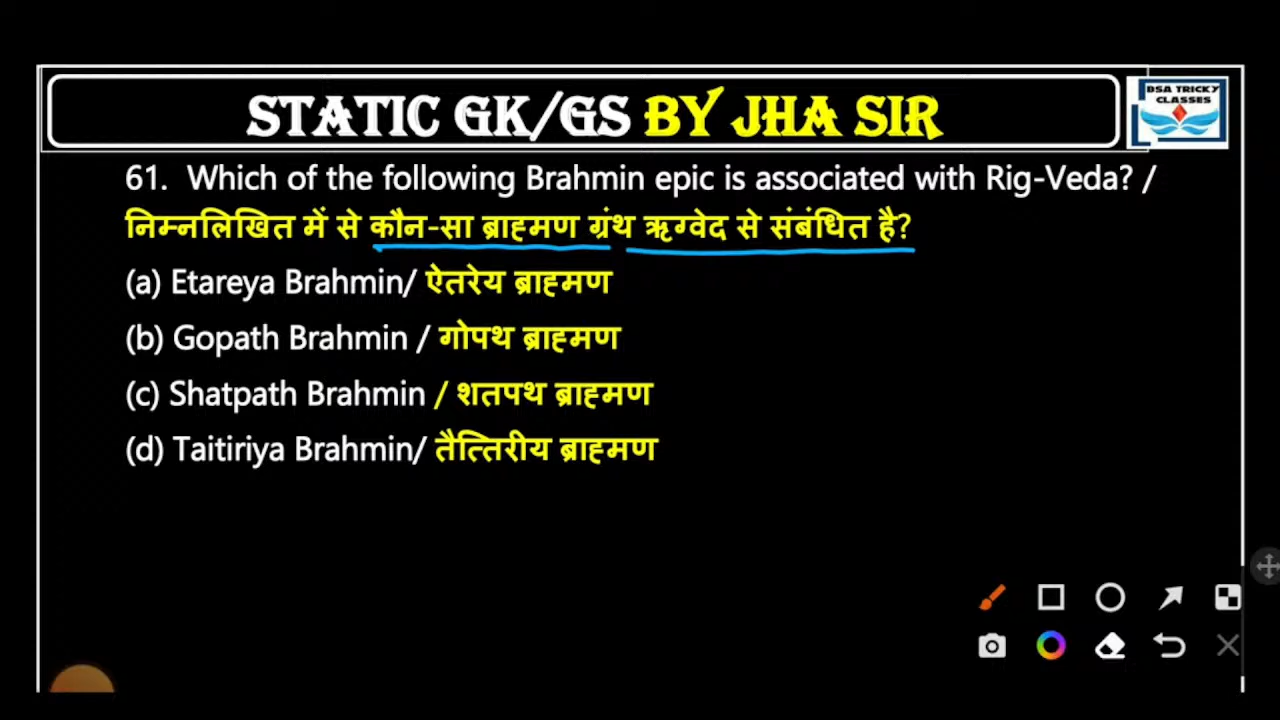 STATIC GK/GS BY JHA SIR
BSA TRICKY
CLASSES
61. Which of the following Brahmin epic is associated with Rig-Veda? /
निम्नलिखित में से कौन-सा ब्राह्मण ग्रंथ ऋग्वेद से संबंधित है?
(a) Etareya Brahmin/ ऐतरेय ब्राह्मण
(b) Gopath Brahmin / गोपथ ब्राह्मण
(c) Shatpath Brahmin / शतपथ ब्राह्मण
(d) Taitiriya Brahmin/ तैत्तिरीय ब्राह्मण